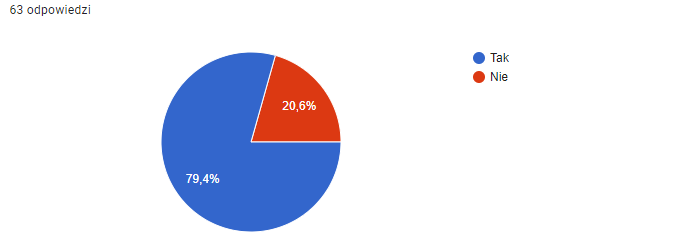 63 odpowiedzi
Tak
Nie
20,6%
79,4%